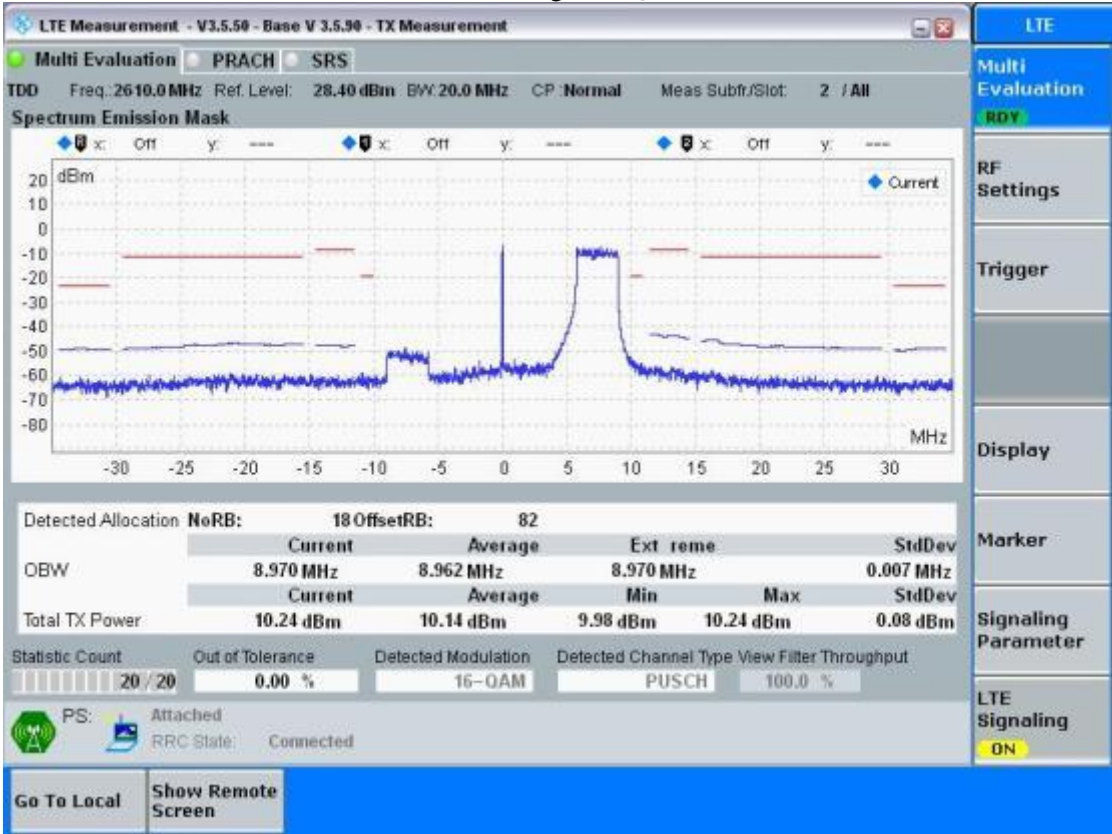 LTE Measurement - V3.5.50 - Base V 3.5.90 - TX Measurement
LTE
Multi Evaluation PRACH SRS
Multi Evaluation
RDY
TDD Freq.:2610.0 MHz Ref. Level: 28.40 dBm BW:20.0 MHz CP :Normal Meas Subfr./Slot: 2 / All
Spectrum Emission Mask
x: Off y: --- x: Off y: --- x: Off y: ---
dBm
Current
20
10
0
-10
-20
-30
-40
-50
-60
-70
-80
MHz
-30 -25 -20 -15 -10 -5 0 5 10 15 20 25 30
RF Settings
Trigger
Display
Marker
Signaling Parameter
LTE Signaling
ON
Detected Allocation NoRB: 18 OffsetRB: 82
Current Average Ext reme StdDev
OBW 8.970 MHz 8.962 MHz 8.970 MHz 0.007 MHz
Current Average Min Max StdDev
Total TX Power 10.24 dBm 10.14 dBm 9.98 dBm 10.24 dBm 0.08 dBm
Statistic Count Out of Tolerance Detected Modulation Detected Channel Type View Filter Throughput
20 / 20 0.00 % 16-QAM PUSCH 100.0 %
PS: Attached
RRC State: Connected
Go To Local
Show Remote Screen